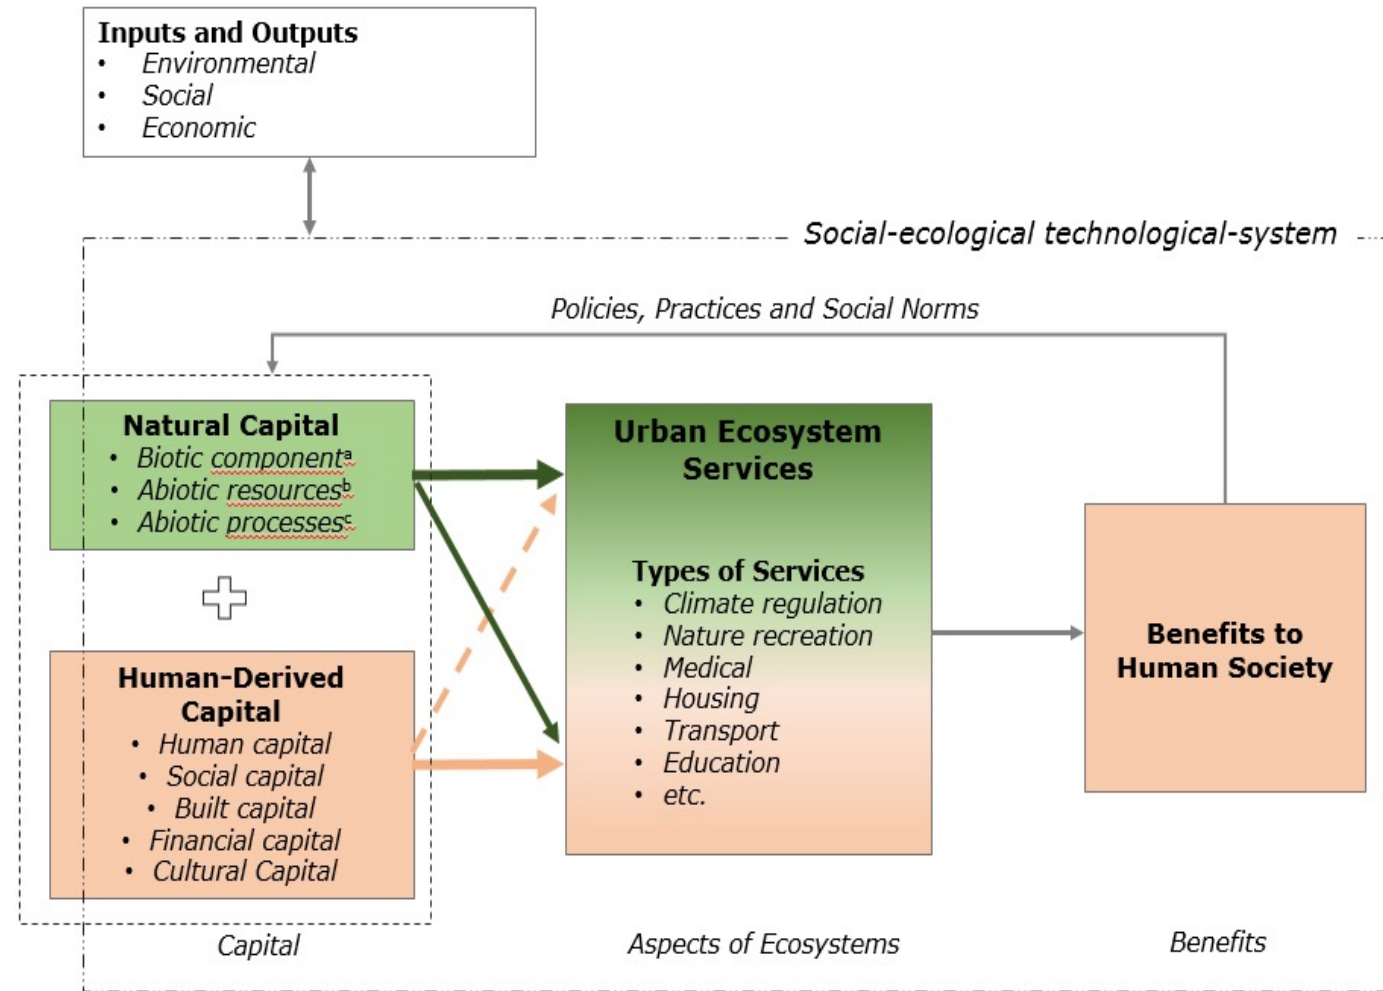 Inputs and Outputs
• Environmental
• Social
• Economic
Social-ecological technological-system
Policies, Practices and Social Norms
Natural Capital
• Biotic componentᵃ
• Abiotic resourcesᵇ
• Abiotic processesᶜ
Human-Derived
Capital
• Human capital
• Social capital
• Built capital
• Financial capital
• Cultural Capital
Urban Ecosystem
Services
Types of Services
• Climate regulation
• Nature recreation
• Medical
• Housing
• Transport
• Education
• etc.
Benefits to
Human Society
Capital
Aspects of Ecosystems
Benefits